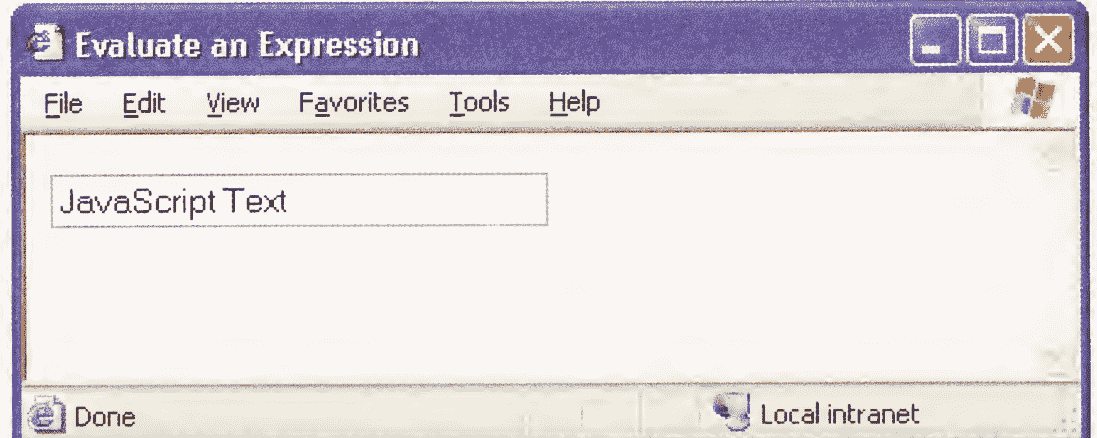 Evaluate an Expression
File Edit View Favorites Tools Help
JavaScript Text
Done Local intranet